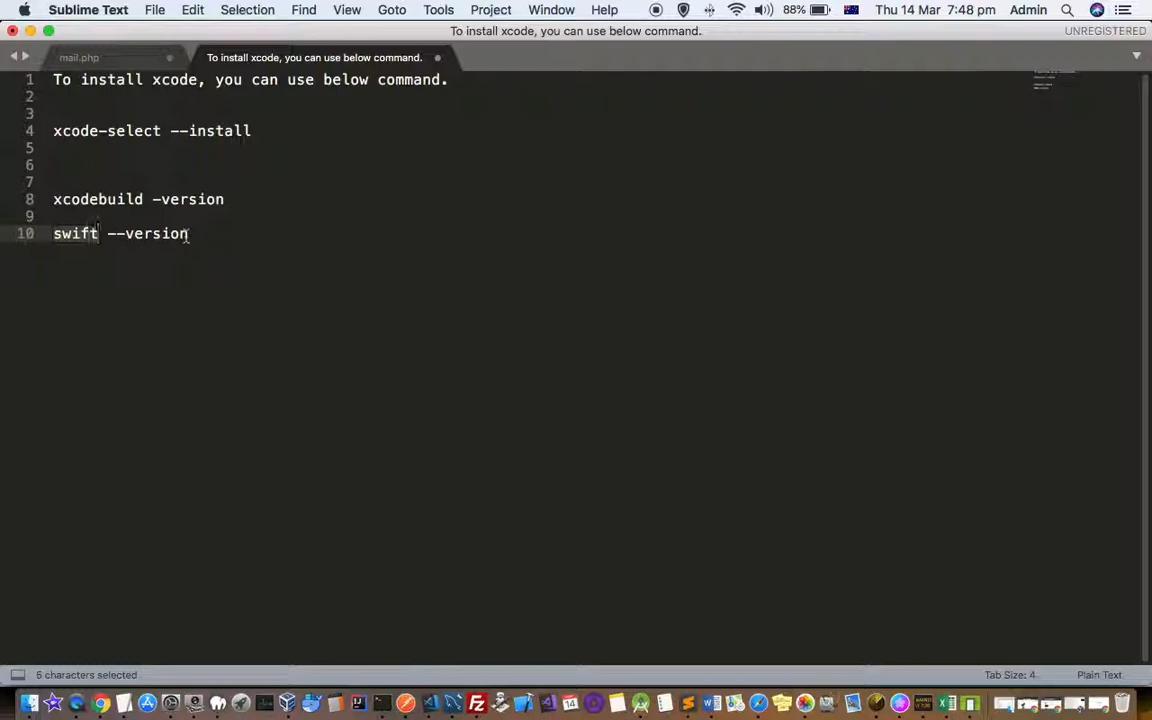 Sublime Text File Edit Selection Find View Goto Tools Project Window Help 88% Thu 14 Mar 7:48 pm Admin
To install xcode, you can use below command. UNREGISTERED
mail.php To install xcode, you can use below command.
1 To install xcode, you can use below command.
2
3
4 xcode-select --install
5
6
7
8 xcodebuild -version
9
10 swift --version
5 characters selected Tab Size: 4 Plain Text
14